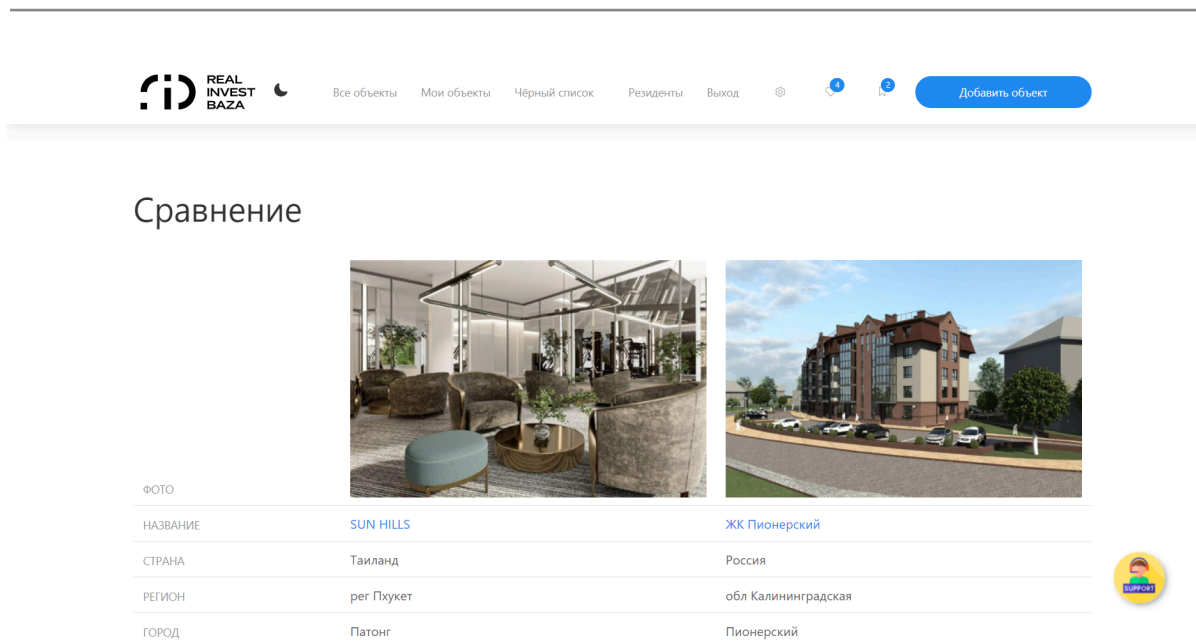 REAL
INVEST
BAZA
Все объекты Мои объекты Чёрный список Резиденты Выход 4 2 Добавить объект
Сравнение
ФОТО
НАЗВАНИЕ SUN HILLS ЖК Пионерский
СТРАНА Таиланд Россия
РЕГИОН рег Пхукет обл Калининградская
ГОРОД Патонг Пионерский
SUPPORT